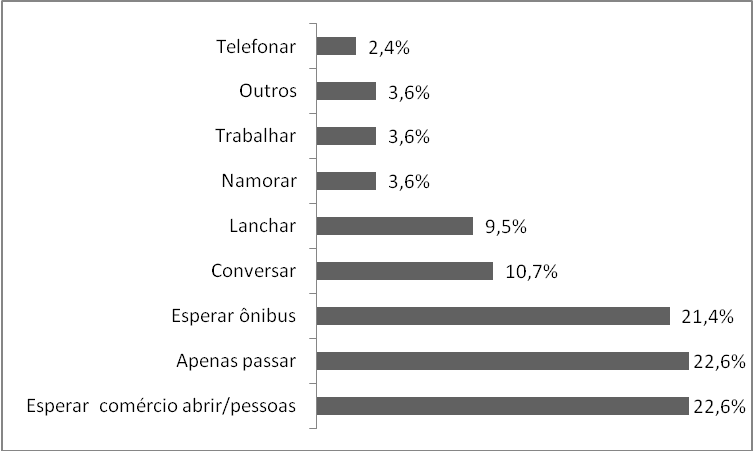 Telefonar 2,4%
Outros 3,6%
Trabalhar 3,6%
Namorar 3,6%
Lanchar 9,5%
Conversar 10,7%
Esperar ônibus 21,4%
Apenas passar 22,6%
Esperar comércio abrir/pessoas 22,6%